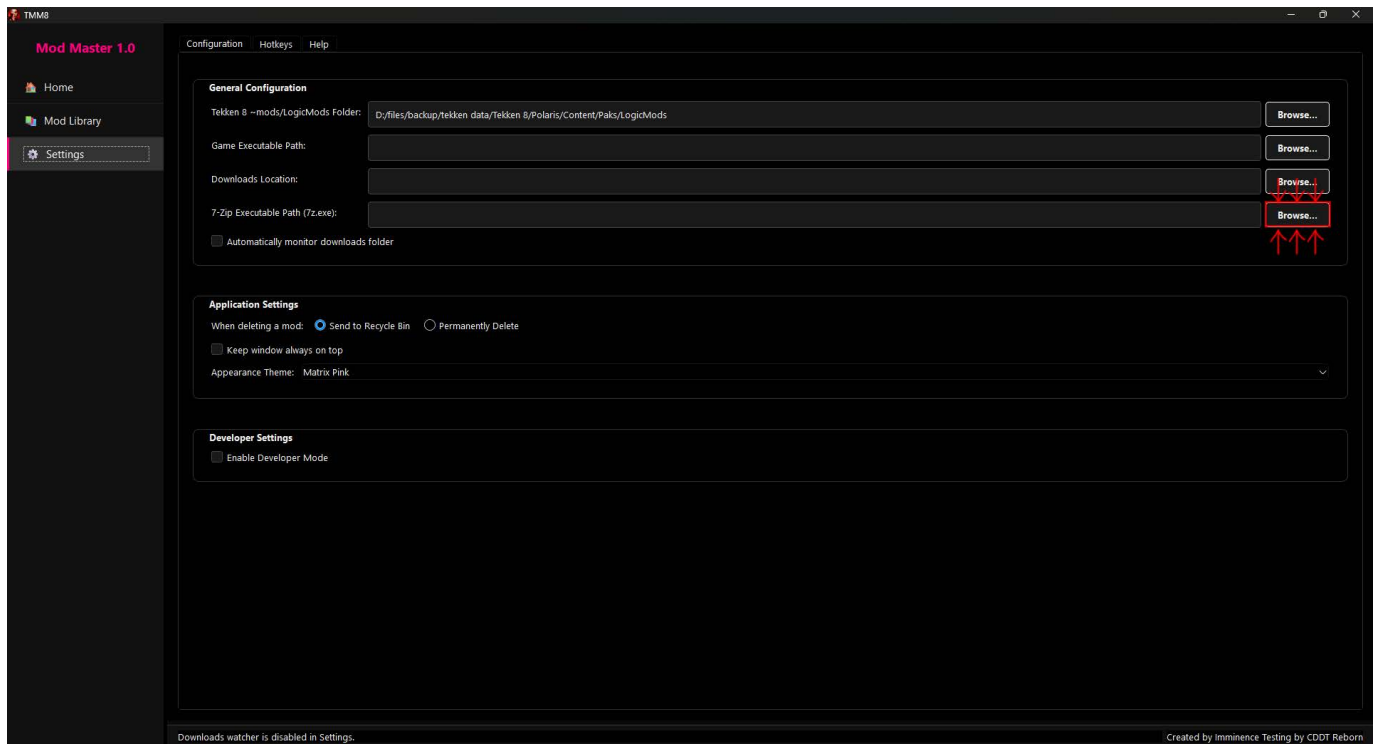 TMM8
Mod Master 1.0
Home
Mod Library
Settings
Configuration Hotkeys Help
General Configuration
Tekken 8 ~mods/LogicMods Folder: D:/files/backup/tekken data/Tekken 8/Polaris/Content/Paks/LogicMods Browse...
Game Executable Path: Browse...
Downloads Location: Browse...
7-Zip Executable Path (7z.exe): Browse...
Automatically monitor downloads folder
Application Settings
When deleting a mod: Send to Recycle Bin Permanently Delete
Keep window always on top
Appearance Theme: Matrix Pink
Developer Settings
Enable Developer Mode
Downloads watcher is disabled in Settings. Created by Imminence Testing by CDDT Reborn